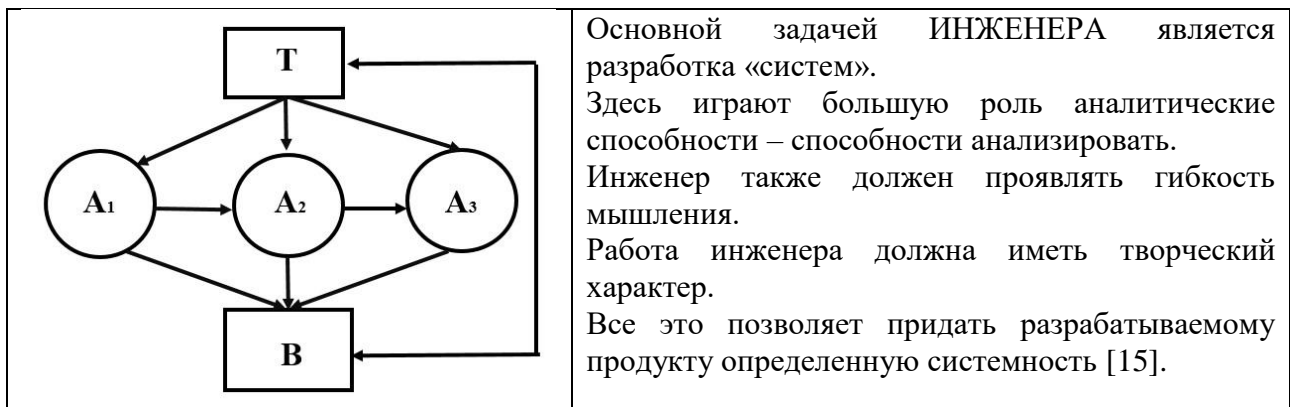 T
A1
A2
A3
B
Основной задачей ИНЖЕНЕРА является
разработка «систем».
Здесь играют большую роль аналитические
способности – способности анализировать.
Инженер также должен проявлять гибкость
мышления.
Работа инженера должна иметь творческий
характер.
Все это позволяет придать разрабатываемому
продукту определенную системность [15].